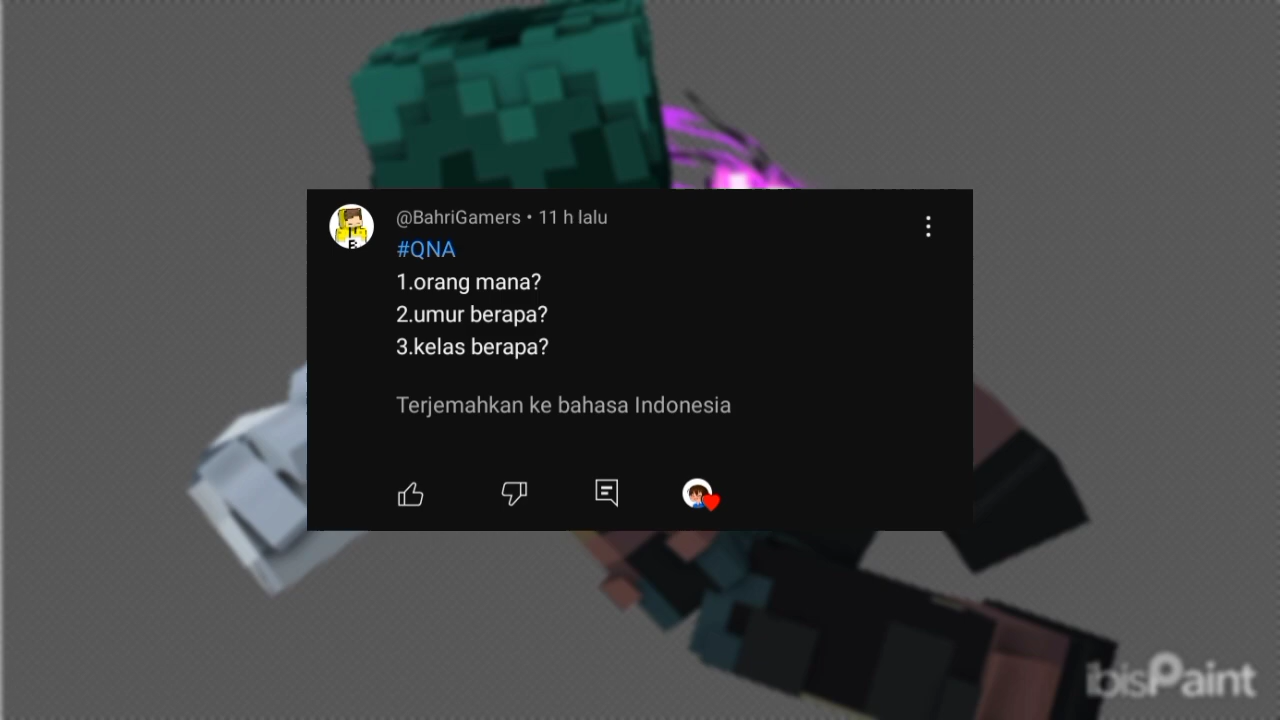 @BahriGamers • 11 h lalu
#QNA
1.orang mana?
2.umur berapa?
3.kelas berapa?
Terjemahkan ke bahasa Indonesia
ibisPaint